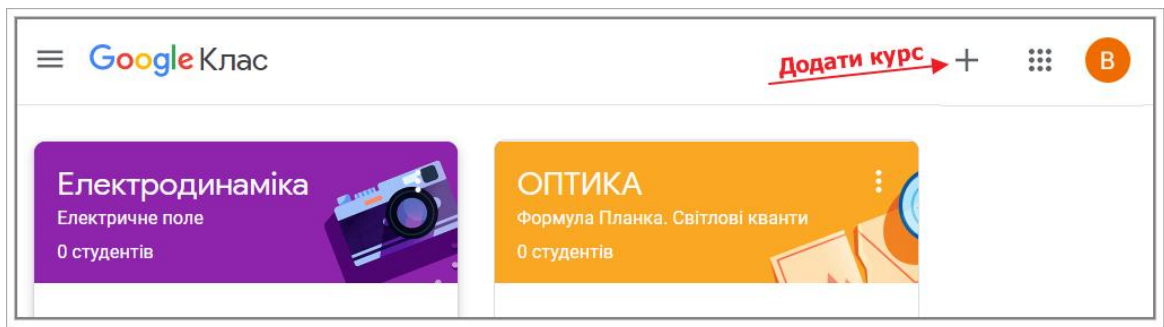 Google Клас
Додати курс
В
Електродинаміка
Електричне поле
0 студентів
ОПТИКА
Формула Планка. Світлові кванти
0 студентів